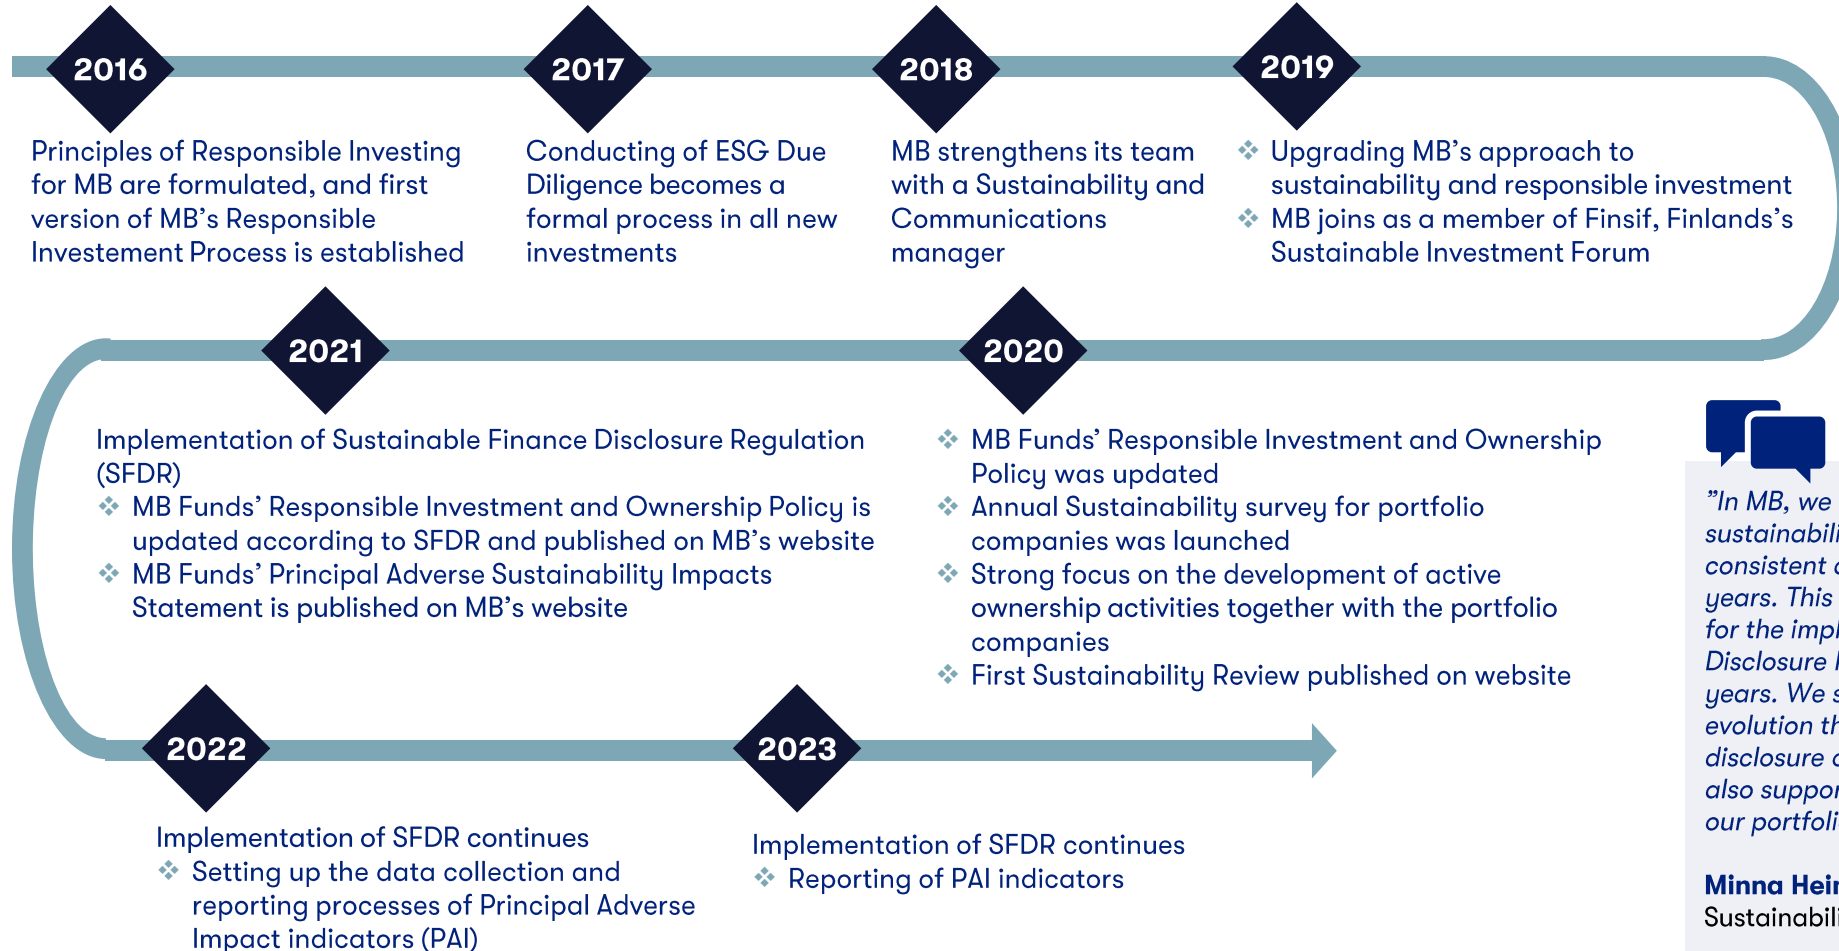 2016
Principles of Responsible Investing
for MB are formulated, and first
version of MB's Responsible
Investement Process is established
2017
Conducting of ESG Due
Diligence becomes a
formal process in all new
investments
2018
MB strengthens its team
with a Sustainability and
Communications
manager
2019
❖ Upgrading MB's approach to
sustainability and responsible investment
❖ MB joins as a member of Finsif, Finlands's
Sustainable Investment Forum
2020
❖ MB Funds' Responsible Investment and Ownership
Policy was updated
❖ Annual Sustainability survey for portfolio
companies was launched
❖ Strong focus on the development of active
ownership activities together with the portfolio
companies
❖ First Sustainability Review published on website
2021
Implementation of Sustainable Finance Disclosure Regulation
(SFDR)
❖ MB Funds' Responsible Investment and Ownership Policy is
updated according to SFDR and published on MB's website
❖ MB Funds' Principal Adverse Sustainability Impacts
Statement is published on MB's website
2022
Implementation of SFDR continues
❖ Setting up the data collection and
reporting processes of Principal Adverse
Impact indicators (PAI)
2023
Implementation of SFDR continues
❖ Reporting of PAI indicators
"In MB, we
consistent
years. This
for the
Disclosure
years. We
evolution
disclosure
also
our
Minna